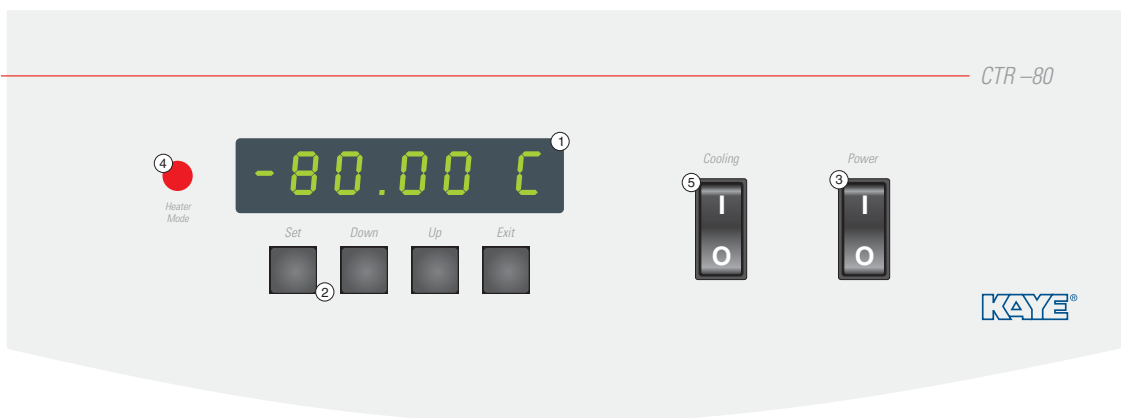 CTR –80
1
4
-80.00 C
Cooling
Power
5
3
I
I
Heater
Mode
Set
Down
Up
Exit
O
O
2
KAYE®